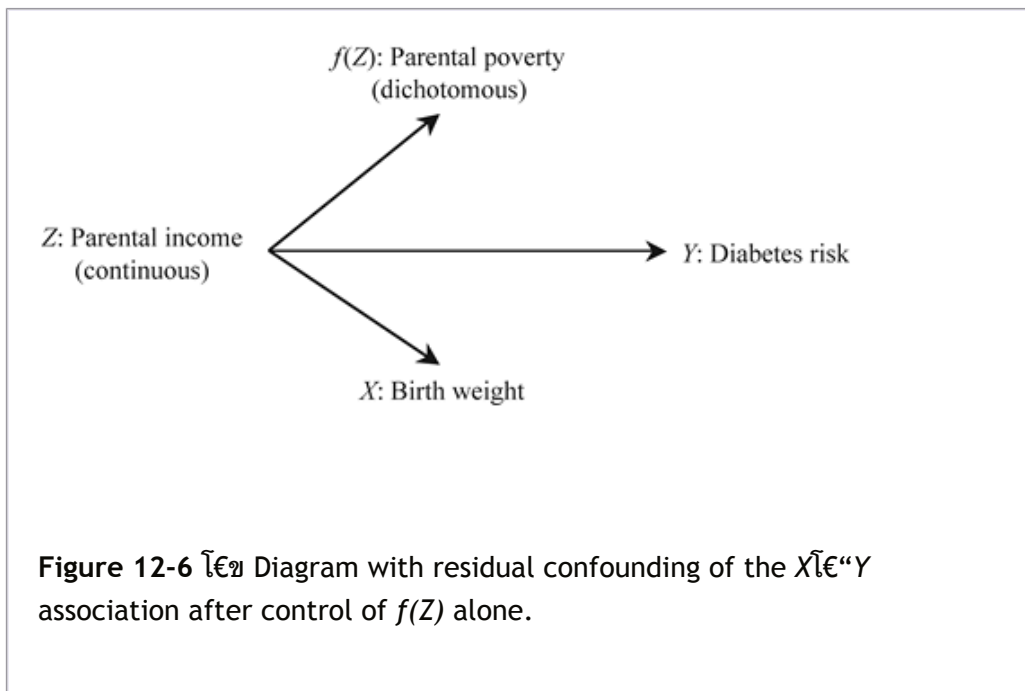 f(Z): Parental poverty
(dichotomous)
Z: Parental income
(continuous)
Y: Diabetes risk
X: Birth weight
Figure 12-6 โ€ข Diagram with residual confounding of the Xโ€“Y
association after control of f(Z) alone.